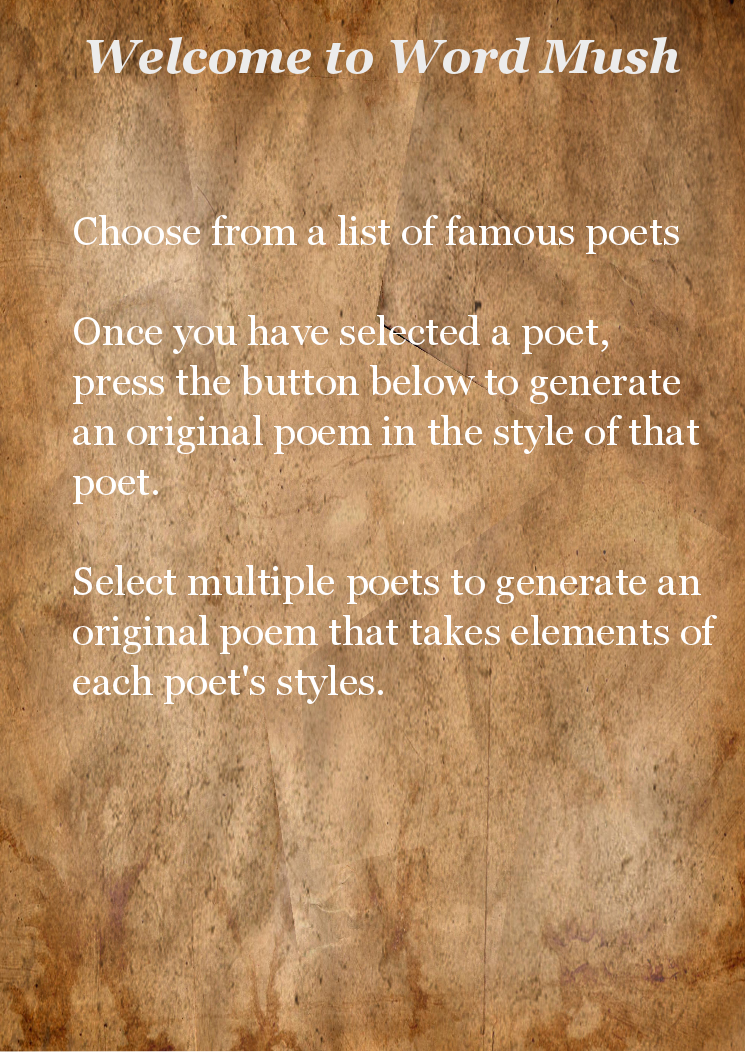 Welcome to Word Mush
Choose from a list of famous poets
Once you have selected a poet,
press the button below to generate
an original poem in the style of that
poet.
Select multiple poets to generate an
original poem that takes elements of
each poet's styles.